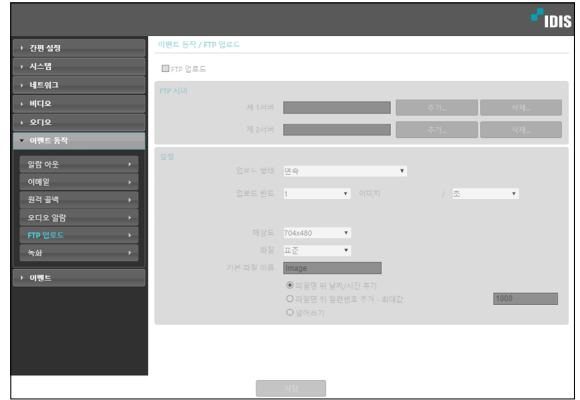 IDIS
간편 설정
시스템
네트워크
비디오
오디오
이벤트 동작
알람 아웃
이메일
원격 콜백
오디오 알람
FTP 업로드
녹화
이벤트
이벤트 동작 / FTP 업로드
FTP 업로드
FTP 서버
제 1서버 추가... 삭제...
제 2서버 추가... 삭제...
설정
업로드 형태 연속
업로드 빈도 1 이미지 / 초
해상도 704x480
화질 표준
기본 파일 이름 image
파일명 뒤 날짜/시간 추가
파일명 뒤 일련번호 추가 - 최대값 1000
덮어쓰기
저장